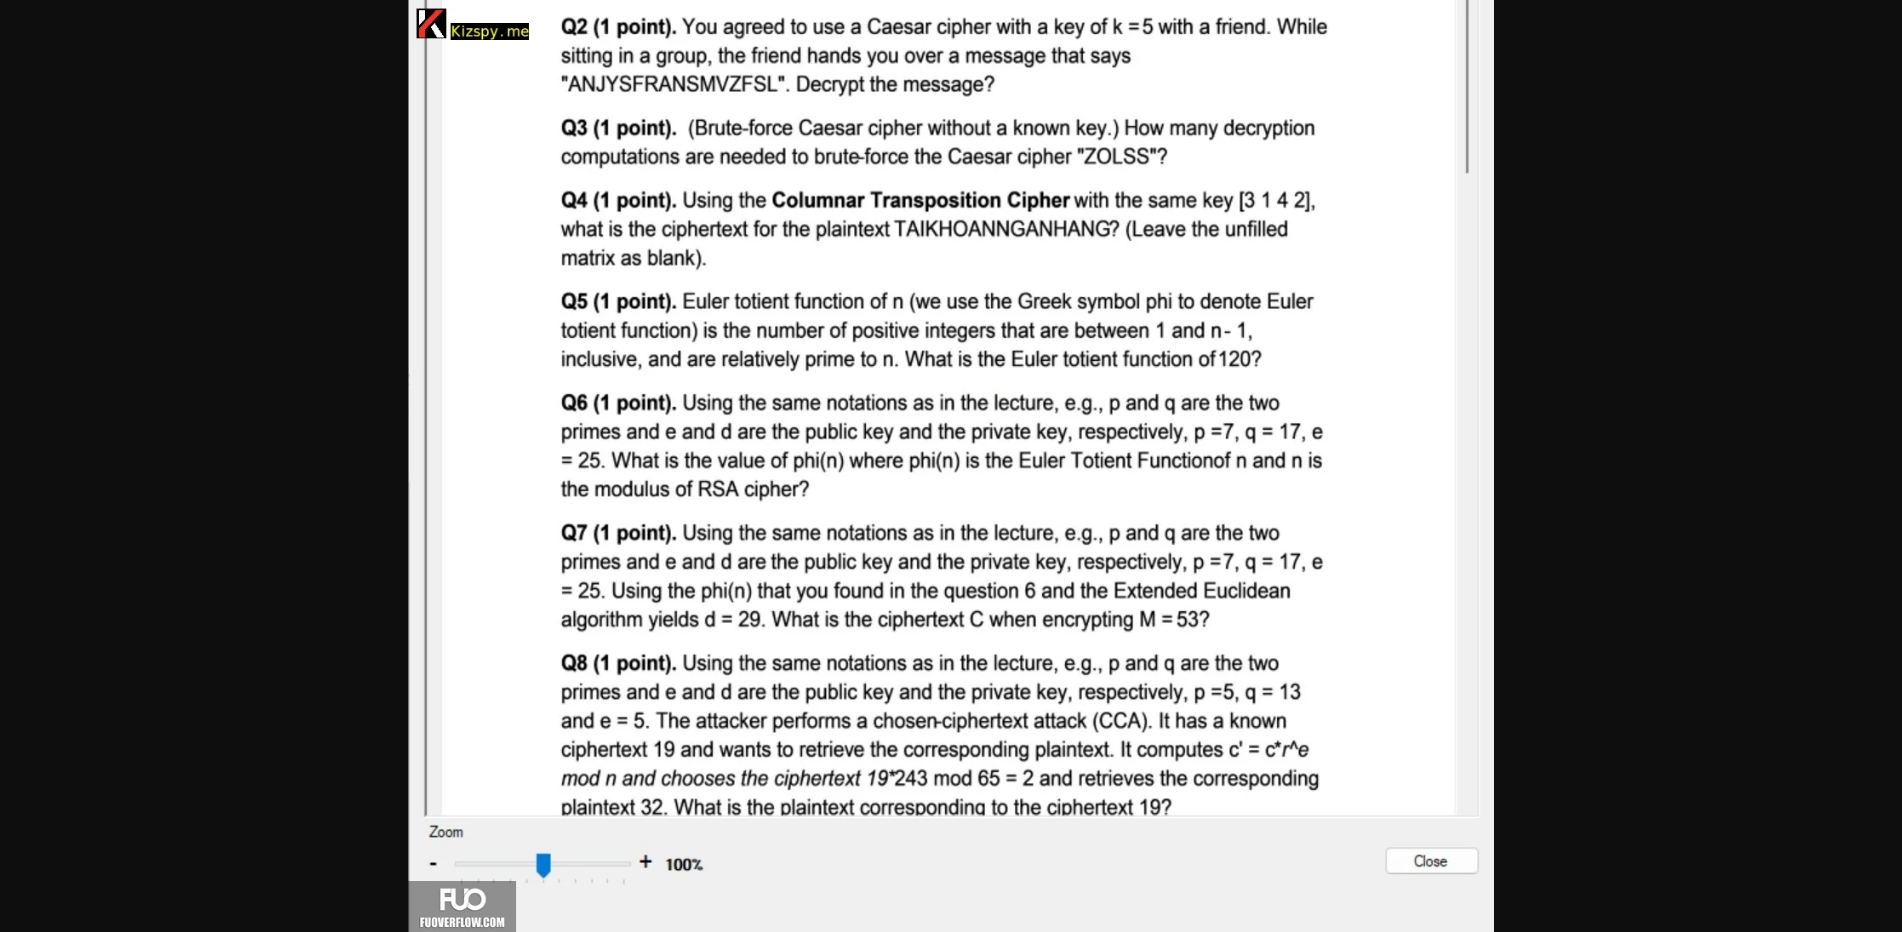 Kizspy.me
Q2 (1 point). You agreed to use a Caesar cipher with a key of k =5 with a friend. While
sitting in a group, the friend hands you over a message that says
"ANJYSFRANSMVZFSL". Decrypt the message?
Q3 (1 point). (Brute-force Caesar cipher without a known key.) How many decryption
computations are needed to brute-force the Caesar cipher "ZOLSS"?
Q4 (1 point). Using the Columnar Transposition Cipher with the same key [3 1 4 2],
what is the ciphertext for the plaintext TAIKHOANNGANHANG? (Leave the unfilled
matrix as blank).
Q5 (1 point). Euler totient function of n (we use the Greek symbol phi to denote Euler
totient function) is the number of positive integers that are between 1 and n- 1,
inclusive, and are relatively prime to n. What is the Euler totient function of 120?
Q6 (1 point). Using the same notations as in the lecture, e.g., p and q are the two
primes and e and d are the public key and the private key, respectively, p =7, q = 17, e
= 25. What is the value of phi(n) where phi(n) is the Euler Totient Functionof n and n is
the modulus of RSA cipher?
Q7 (1 point). Using the same notations as in the lecture, e.g., p and q are the two
primes and e and d are the public key and the private key, respectively, p =7, q = 17, e
= 25. Using the phi(n) that you found in the question 6 and the Extended Euclidean
algorithm yields d = 29. What is the ciphertext C when encrypting M = 53?
Q8 (1 point). Using the same notations as in the lecture, e.g., p and q are the two
primes and e and d are the public key and the private key, respectively, p =5, q = 13
and e = 5. The attacker performs a chosen-ciphertext attack (CCA). It has a known
ciphertext 19 and wants to retrieve the corresponding plaintext. It computes c' = c*r^e
mod n and chooses the ciphertext 19*243 mod 65 = 2 and retrieves the corresponding
plaintext 32. What is the plaintext corresponding to the ciphertext 19?
Zoom
- + 100%
Close
FUO
FUOVERFLOW.COM